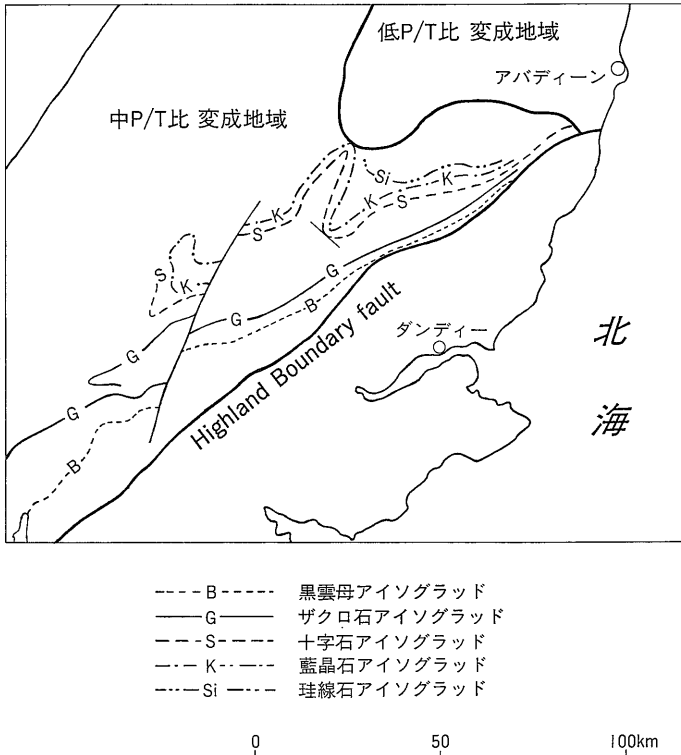 低P/T比 変成地域
アバディーン
中P/T比 変成地域
Si
K
K
S
K
S
S
K
G
G
B
G
G
B
Highland Boundary fault
ダンディー
北
海
B 黒雲母アイソグラッド
G ザクロ石アイソグラッド
S 十字石アイソグラッド
K 藍晶石アイソグラッド
Si 珪線石アイソグラッド
0 50 100km